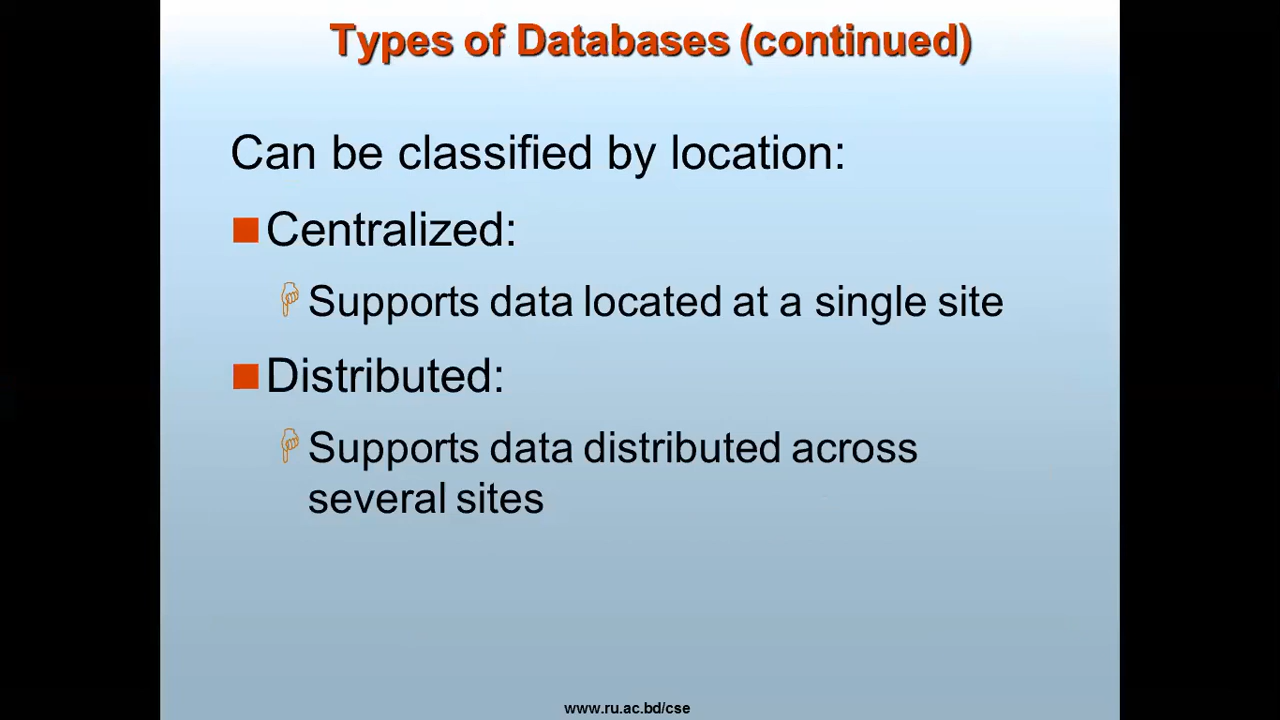 Types of Databases (continued)
Can be classified by location:
Centralized:
Supports data located at a single site
Distributed:
Supports data distributed across
several sites
www.ru.ac.bd/cse